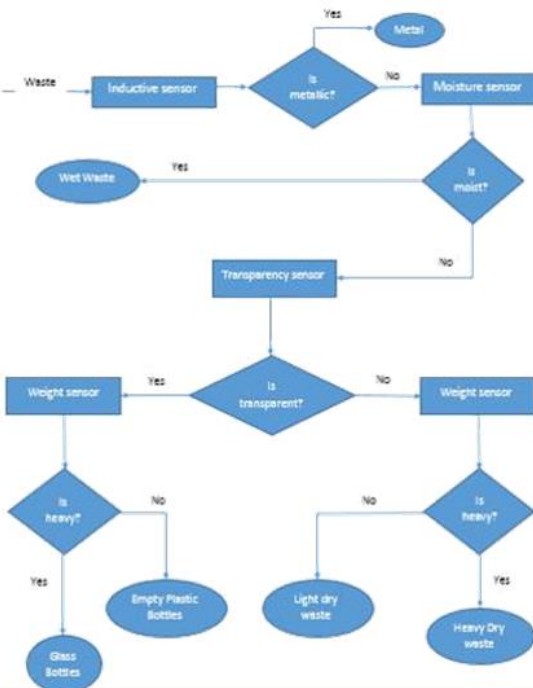 Yes
Metal
Waste
Inductive sensor
Is
metallic?
No
Moisture sensor
Yes
Wet Waste
Is
moist?
No
Transparency sensor
Weight sensor
Yes
Is
transparent?
No
Weight sensor
Is
heavy?
No
No
Is
heavy?
Yes
Yes
Empty Plastic
Bottles
Light dry
waste
Heavy Dry
waste
Glass
Bottles